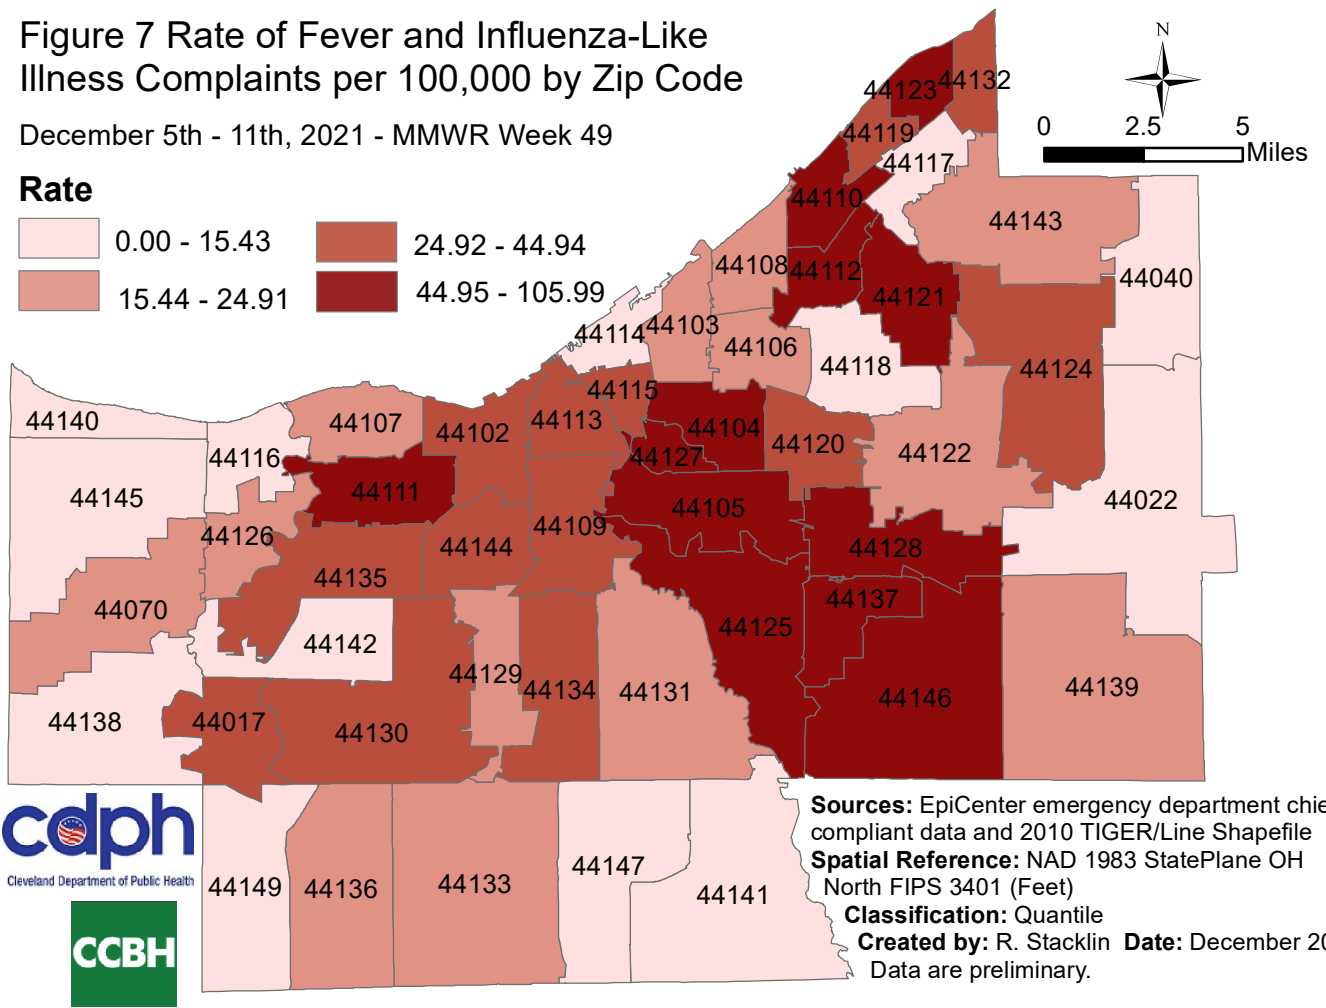 Figure 7 Rate of Fever and Influenza-Like
Illness Complaints per 100,000 by Zip Code
December 5th - 11th, 2021 - MMWR Week 49
Rate
0.00 - 15.43
15.44 - 24.91
24.92 - 44.94
44.95 - 105.99
N
0 2.5 5
Miles
44123
44132
44119
44117
44110
44143
44108
44112
44040
44121
44114
44103
44106
44118
44124
44115
44140
44107
44102
44113
44104
44120
44116
44127
44122
44145
44111
44105
44022
44126
44109
44144
44128
44135
44070
44137
44142
44125
44129
44134
44131
44139
44138
44017
44130
44146
44149
44136
44133
44147
44141
cdph
Cleveland Department of Public Health
CCBH
Sources: EpiCenter emergency department chie
compliant data and 2010 TIGER/Line Shapefile
Spatial Reference: NAD 1983 StatePlane OH
North FIPS 3401 (Feet)
Classification: Quantile
Created by: R. Stacklin Date: December 20
Data are preliminary.